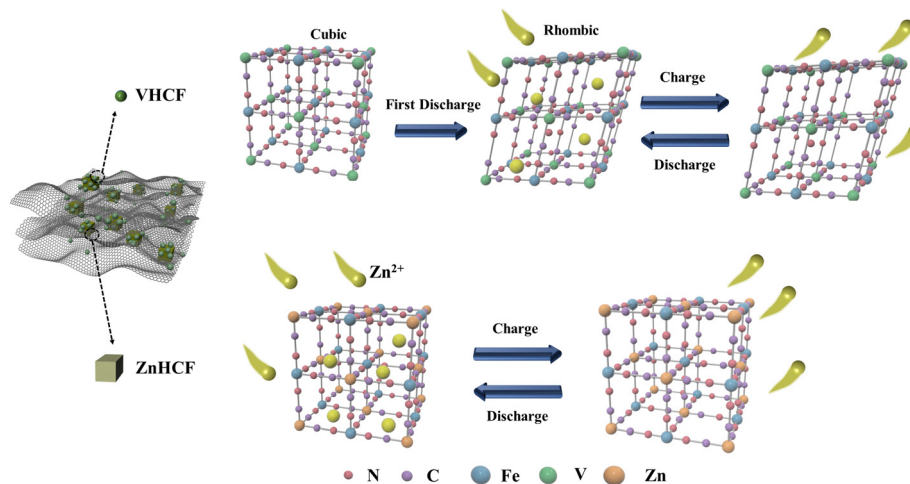 Cubic
Rhombic
VHCF
First Discharge
Charge
Discharge
Zn²⁺
ZnHCF
Charge
Discharge
N C Fe V Zn